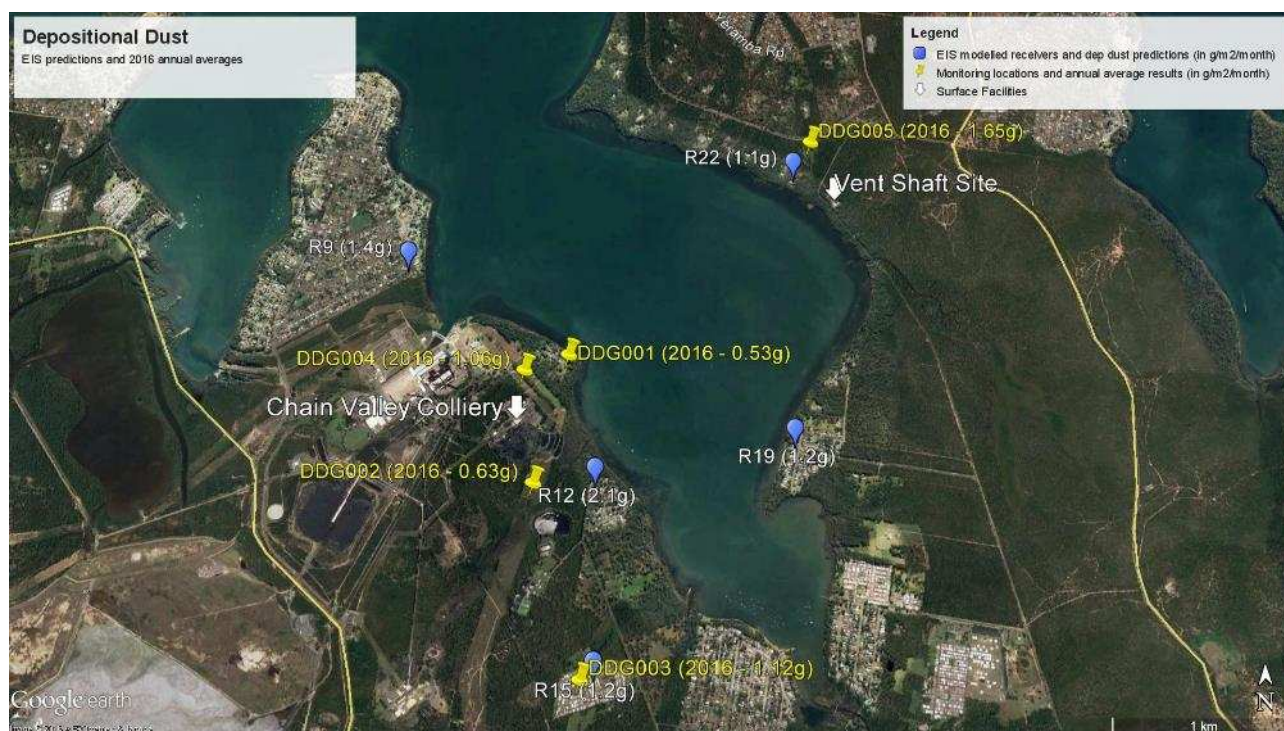 Depositional Dust
EIS predictions and 2016 annual averages
Yeramba Rd
Legend
EIS modelled receivers and dep dust predictions (in g/m2/month)
Monitoring locations and annual average results (in g/m2/month)
Surface Facilities
DDG005 (2016 - 1.65g)
R22 (1.1g)
Vent Shaft Site
R9 (1.4g)
DDG004 (2016 - 1.06g)
DDG001 (2016 - 0.53g)
Chain Valley Colliery
R19 (1.2g)
DDG002 (2016 - 0.63g)
R12 (2.1g)
DDG003 (2016 - 1.12g)
R15 (1.2g)
Google earth
N
1 km